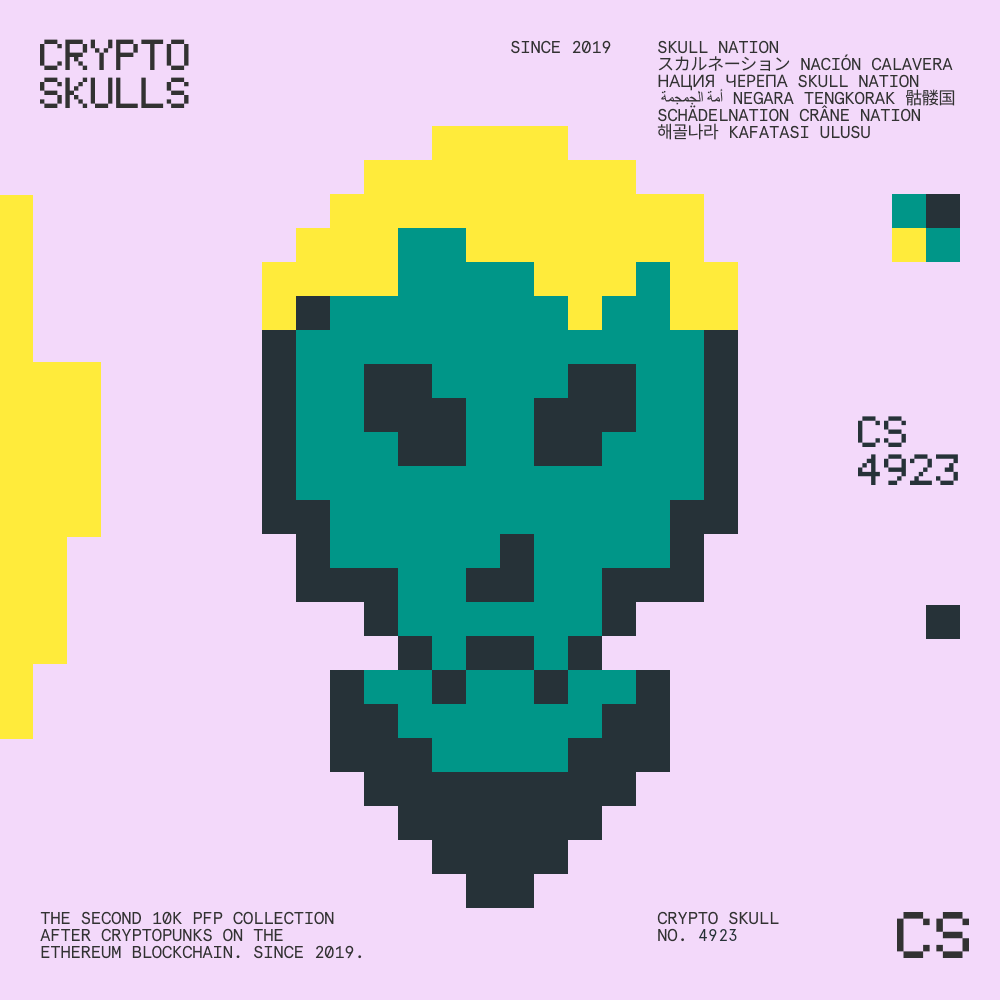 CRYPTO
SKULLS
SINCE 2019
SKULL NATION
スカルネーション NACIÓN CALAVERA
НАЦИЯ ЧЕРЕПА SKULL NATION
أمة الجمجمة NEGARA TENGKORAK 骷髅国
SCHÄDELNATION CRÂNE NATION
해골나라 KAFATASI ULUSU
CS
4923
THE SECOND 10K PFP COLLECTION
AFTER CRYPTOPUNKS ON THE
ETHEREUM BLOCKCHAIN. SINCE 2019.
CRYPTO SKULL
NO. 4923
CS